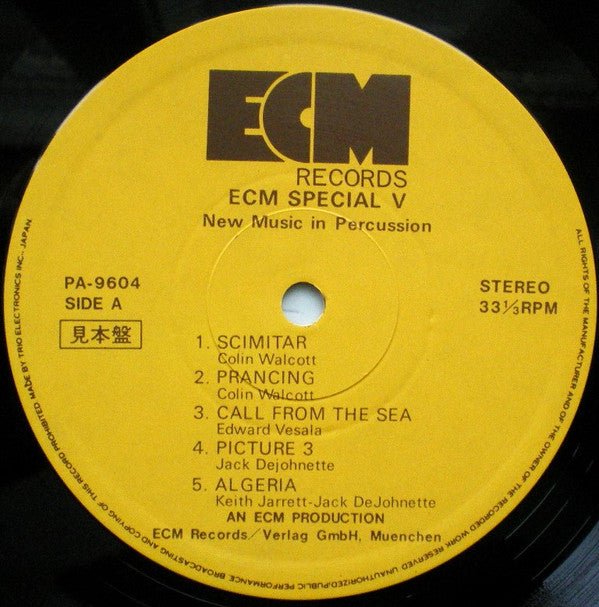 ECM
RECORDS
ECM SPECIAL V
New Music in Percussion
PA-9604
SIDE A
見本盤
STEREO
33⅓RPM
1. SCIMITAR
Colin Walcott
2. PRANCING
Colin Walcott
3. CALL FROM THE SEA
Edward Vesala
4. PICTURE 3
Jack Dejohnette
5. ALGERIA
Keith Jarrett-Jack DeJohnette
AN ECM PRODUCTION
ECM Records/Verlag GmbH, Muenchen
ALL RIGHTS OF THE MANUFACTURER AND OF THE OWNER OF THE RECORDED WORK RESERVED. UNAUTHORIZED PUBLIC PERFORMANCE BROADCASTING AND COPYING OF THIS RECORD PROHIBITED MADE BY TRIO ELECTRONICS INC., JAPAN.